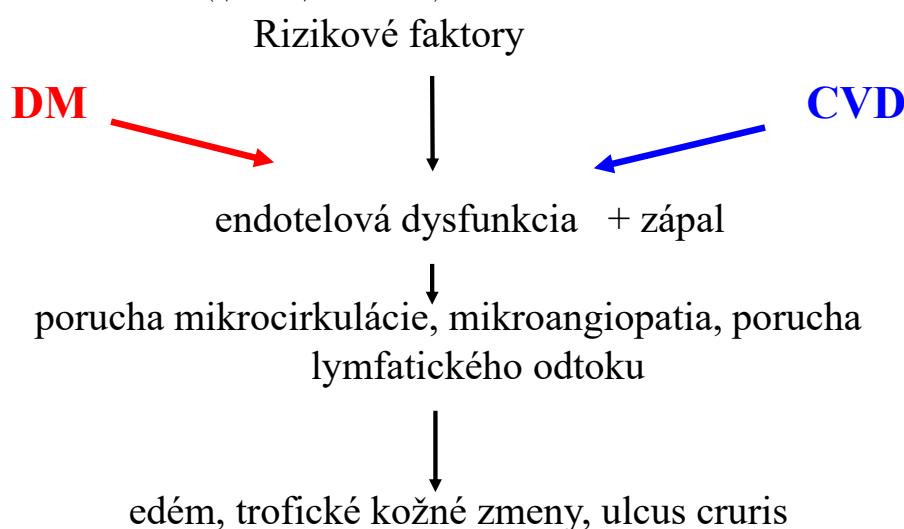 Rizikové faktory
DM
CVD
endotelová dysfunkcia + zápal
porucha mikrocirkulácie, mikroangiopatia, porucha
lymfatického odtoku
edém, trofické kožné zmeny, ulcus cruris